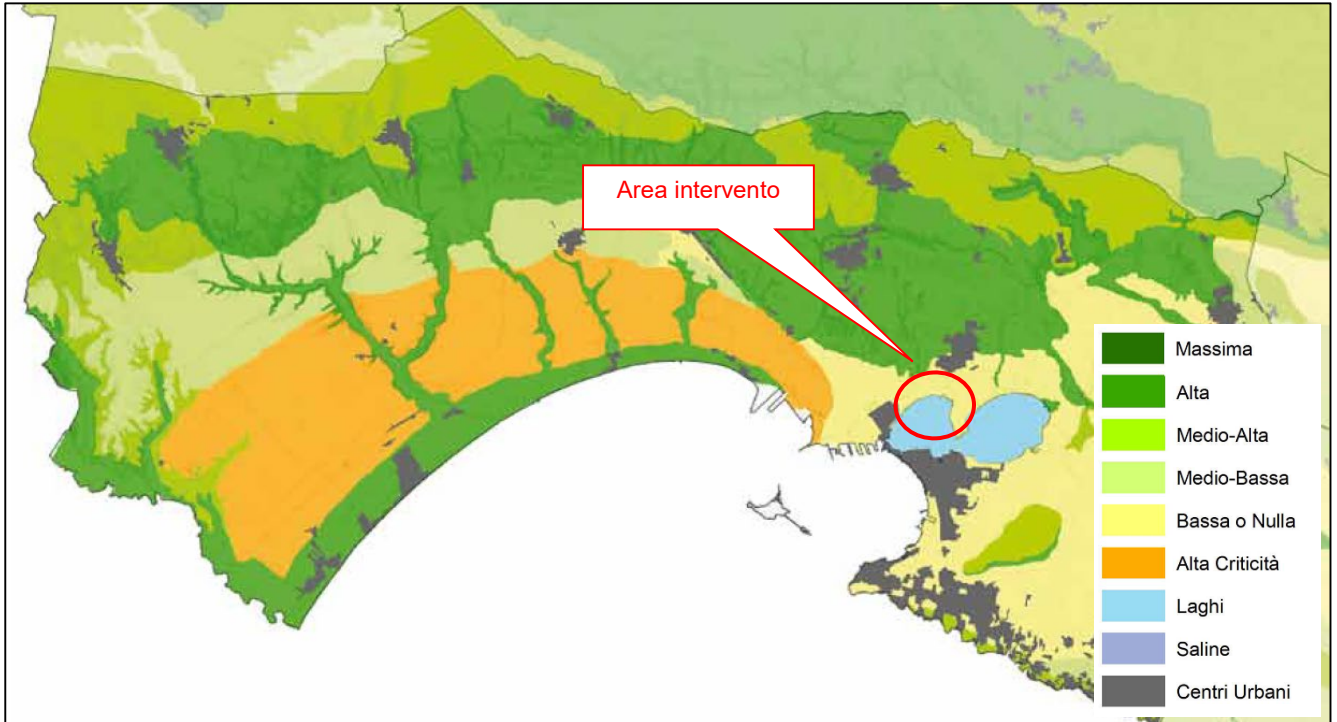 Area intervento
Massima
Alta
Medio-Alta
Medio-Bassa
Bassa o Nulla
Alta Criticità
Laghi
Saline
Centri Urbani